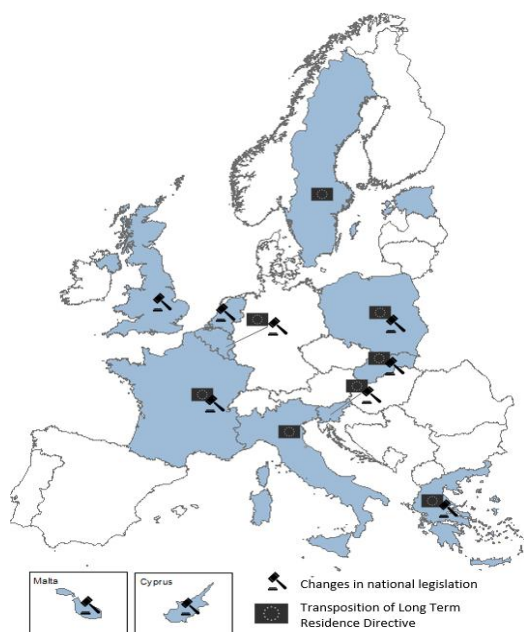 Malta
Cyprus
Changes in national legislation
Transposition of Long Term
Residence Directive